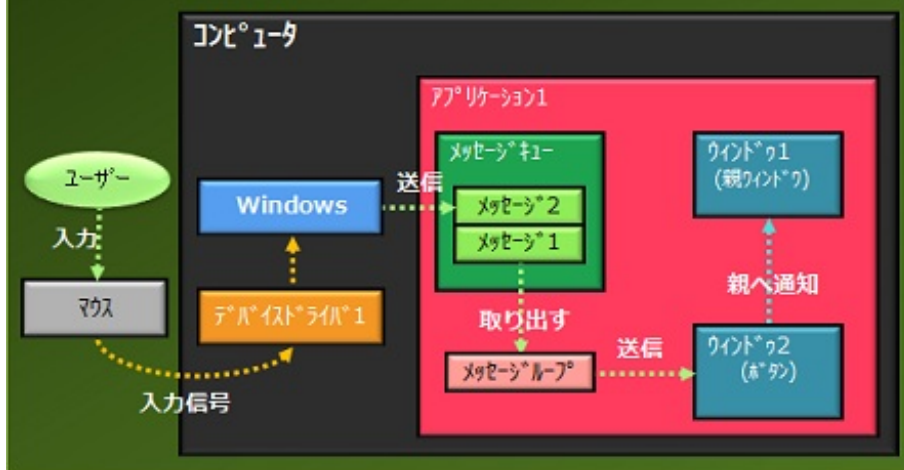 コンピュータ
アプリケーション1
メッセージキュー
ウィンドゥ1
(親ウィンドウ)
ユーザー
送信
Windows
メッセージ2
メッセージ1
入力
親へ通知
マウス
デバイスドライバ1
取り出す
送信
ウィンドゥ2
(ボタン)
メッセージループ
入力信号